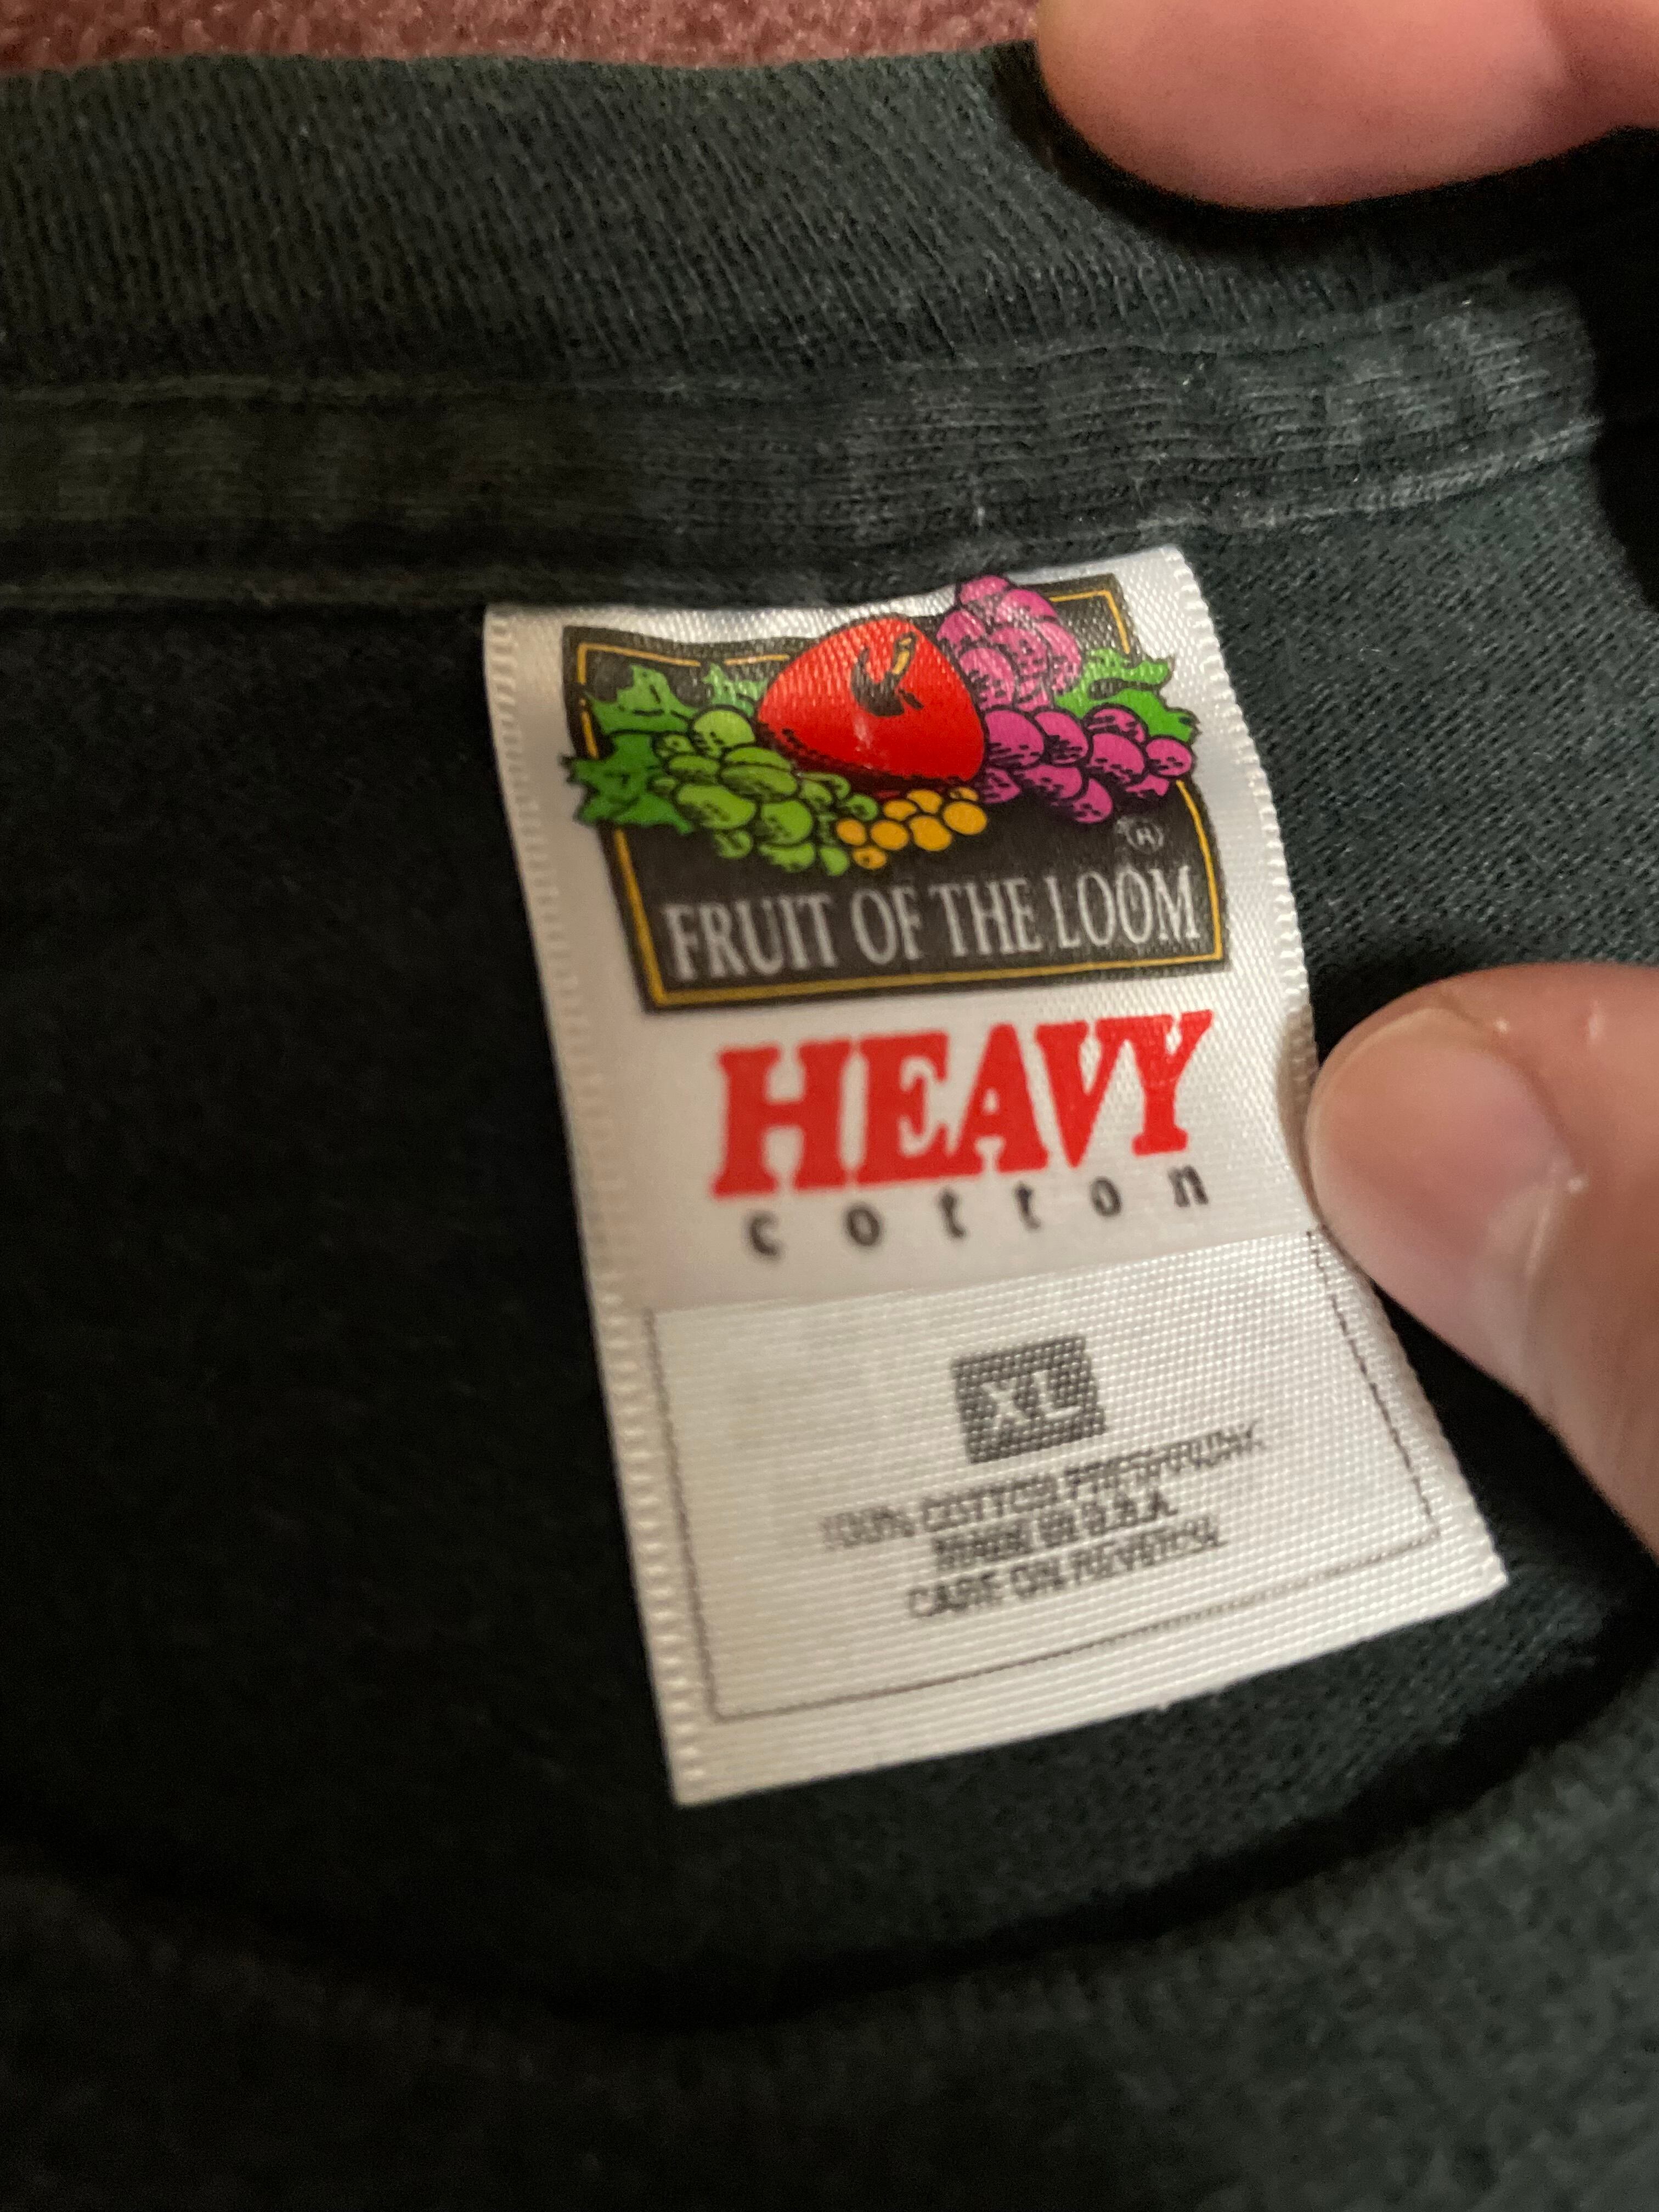 ®
FRUIT OF THE LOOM
HEAVY
cotton
XL
100% COTTON PRESHRUNK
MADE IN U.S.A.
CARE ON REVERSE